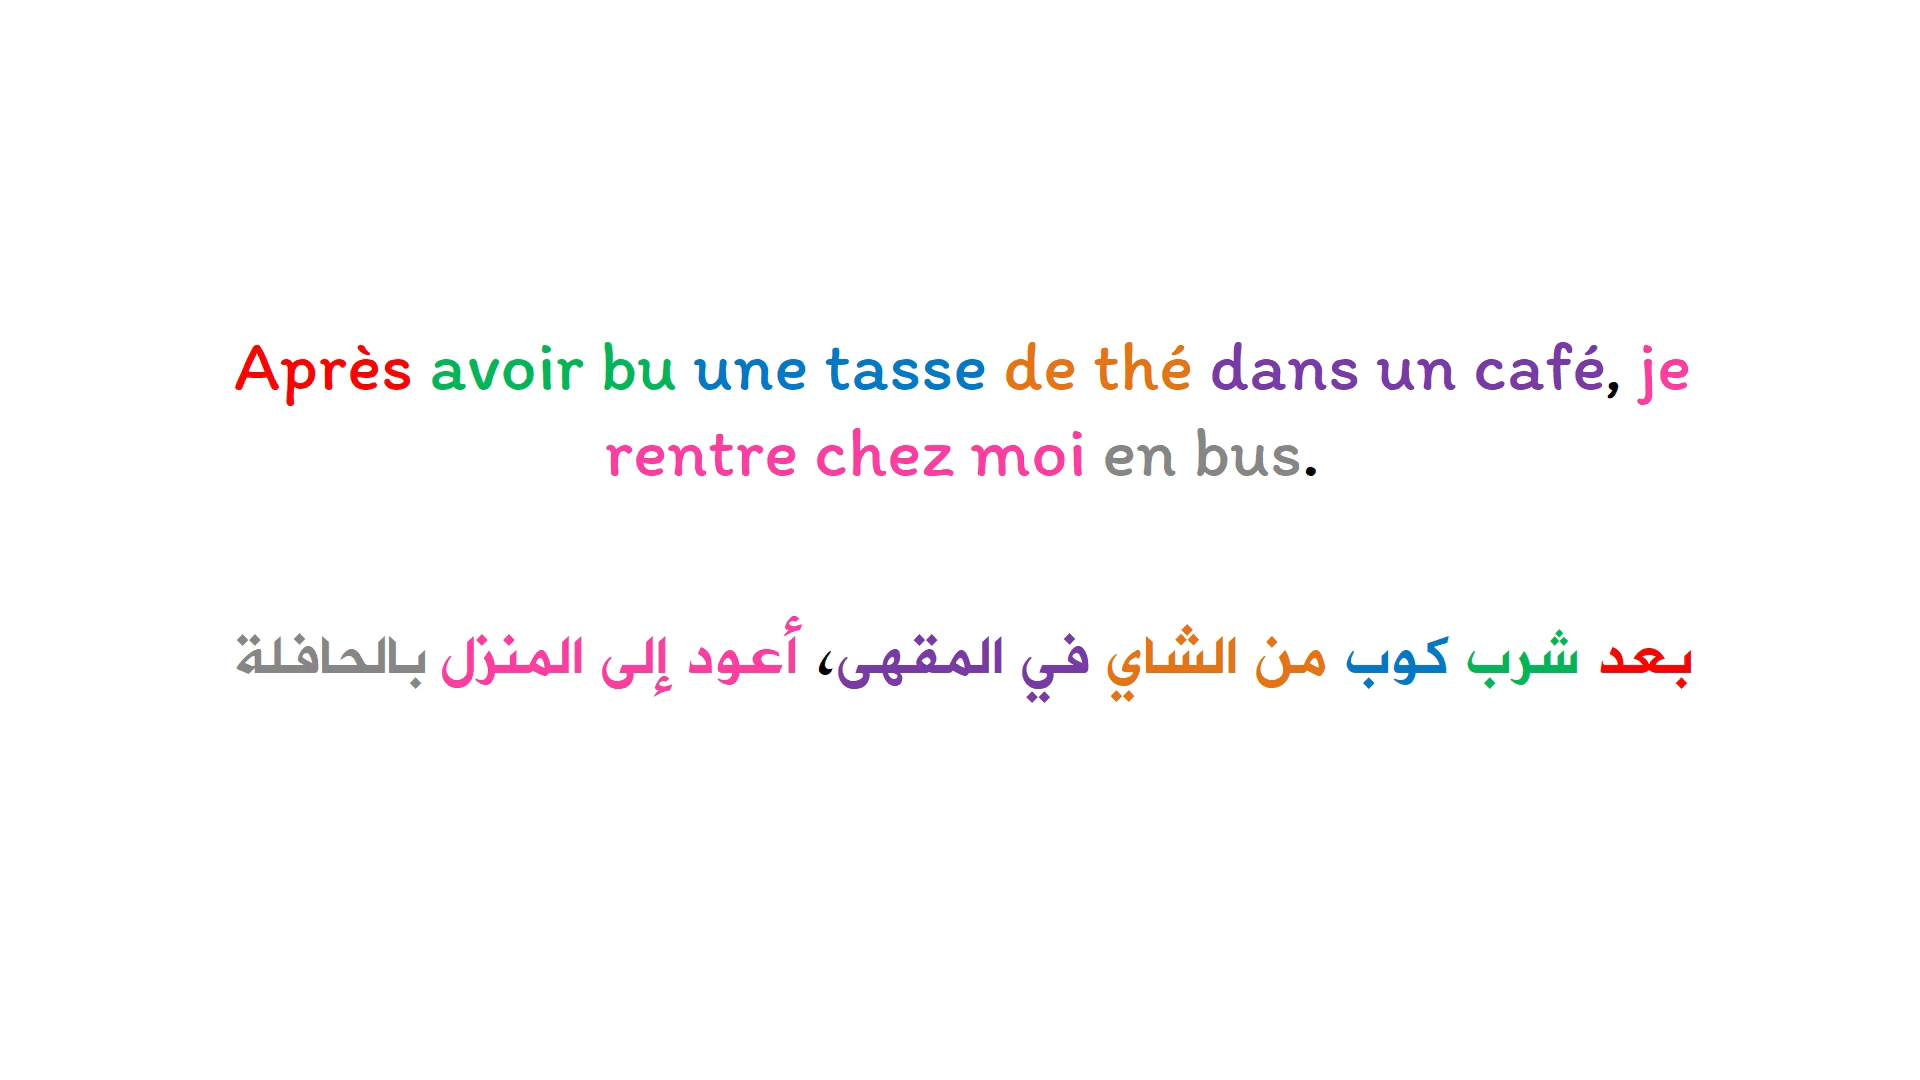 Après avoir bu une tasse de thé dans un café, je
rentre chez moi en bus.
بعد شرب كوب من الشاي في المقهى، أعود إلى المنزل بالحافلة